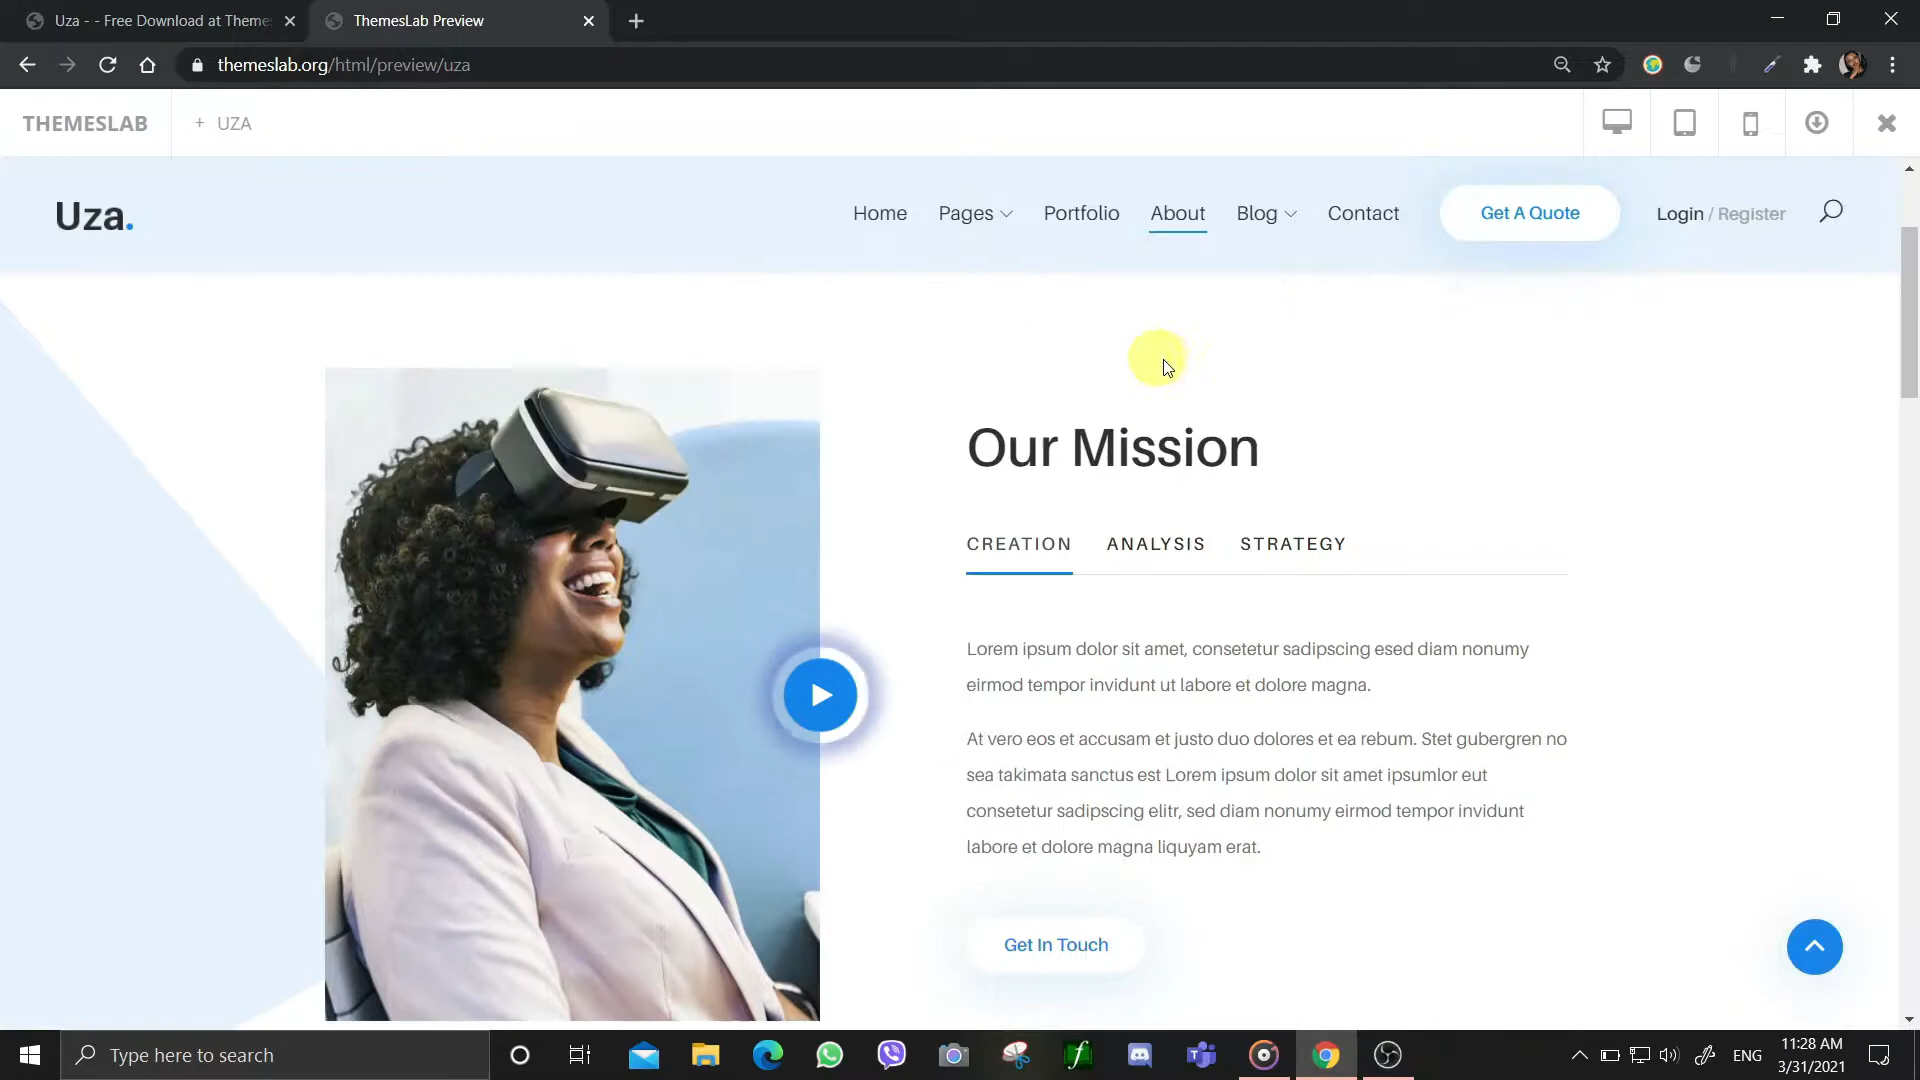 Uza - - Free Download at Theme
ThemesLab Preview
themeslab.org/html/preview/uza
THEMESLAB
+ UZA
Uza.
Home
Pages
Portfolio
About
Blog
Contact
Get A Quote
Login / Register
Our Mission
CREATION
ANALYSIS
STRATEGY
Lorem ipsum dolor sit amet, consetetur sadipscing esed diam nonumy
eirmod tempor invidunt ut labore et dolore magna.
At vero eos et accusam et justo duo dolores et ea rebum. Stet gubergren no
sea takimata sanctus est Lorem ipsum dolor sit amet ipsumlor eut
consetetur sadipscing elitr, sed diam nonumy eirmod tempor invidunt
labore et dolore magna liquyam erat.
Get In Touch
Type here to search
ENG
11:28 AM
3/31/2021